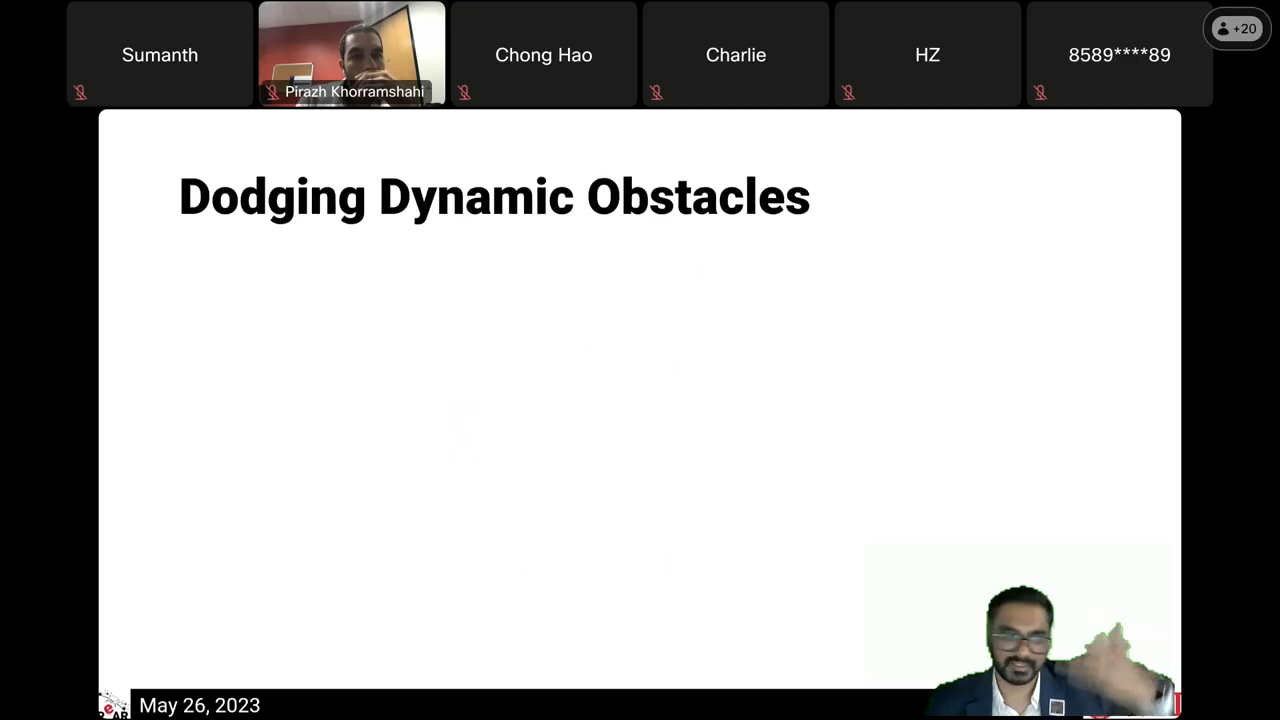 Sumanth
Pirazh Khorramshahi
Chong Hao
Charlie
HZ
8589****89
+20
Dodging Dynamic Obstacles
May 26, 2023